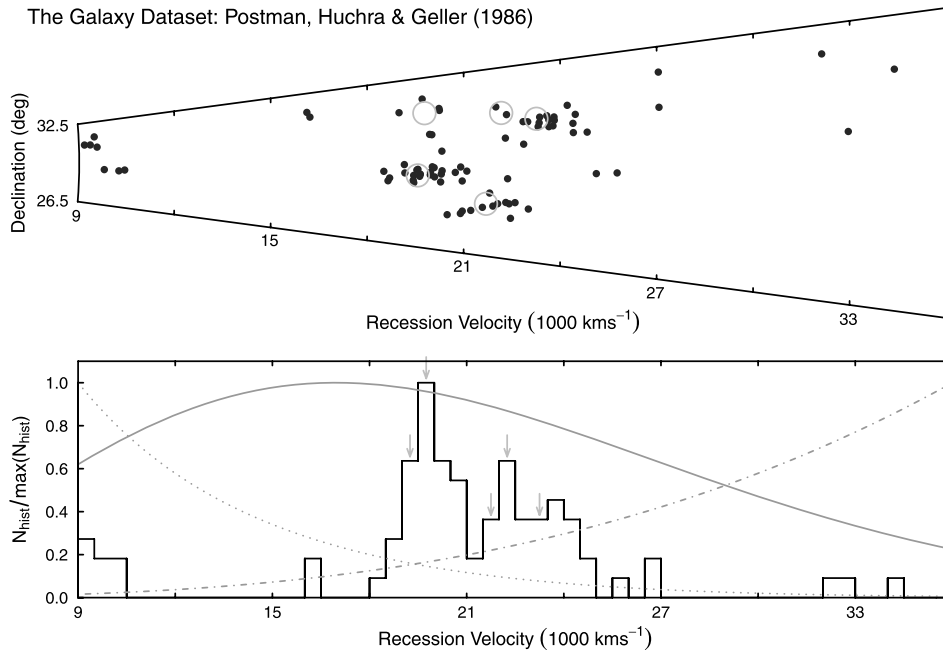 The Galaxy Dataset: Postman, Huchra & Geller (1986)
Declination (deg)
32.5
26.5
9
15
21
27
33
Recession Velocity (1000 kms⁻¹)
N_hist/max(N_hist)
1.0
0.8
0.6
0.4
0.2
0.0
9 15 21 27 33
Recession Velocity (1000 kms⁻¹)